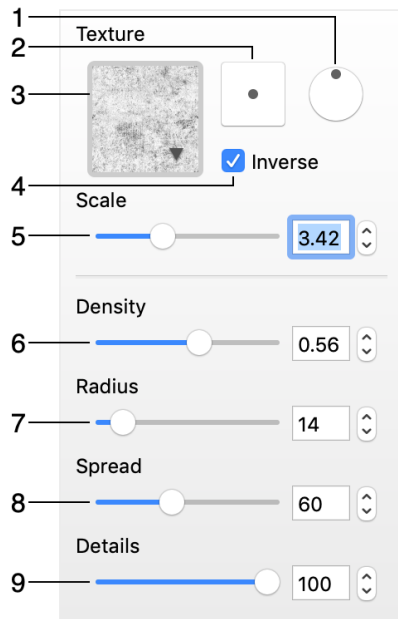 1
Texture
2
3
Inverse
4
Scale
5 3.42
Density
6 0.56
Radius
7 14
Spread
8 60
Details
9 100